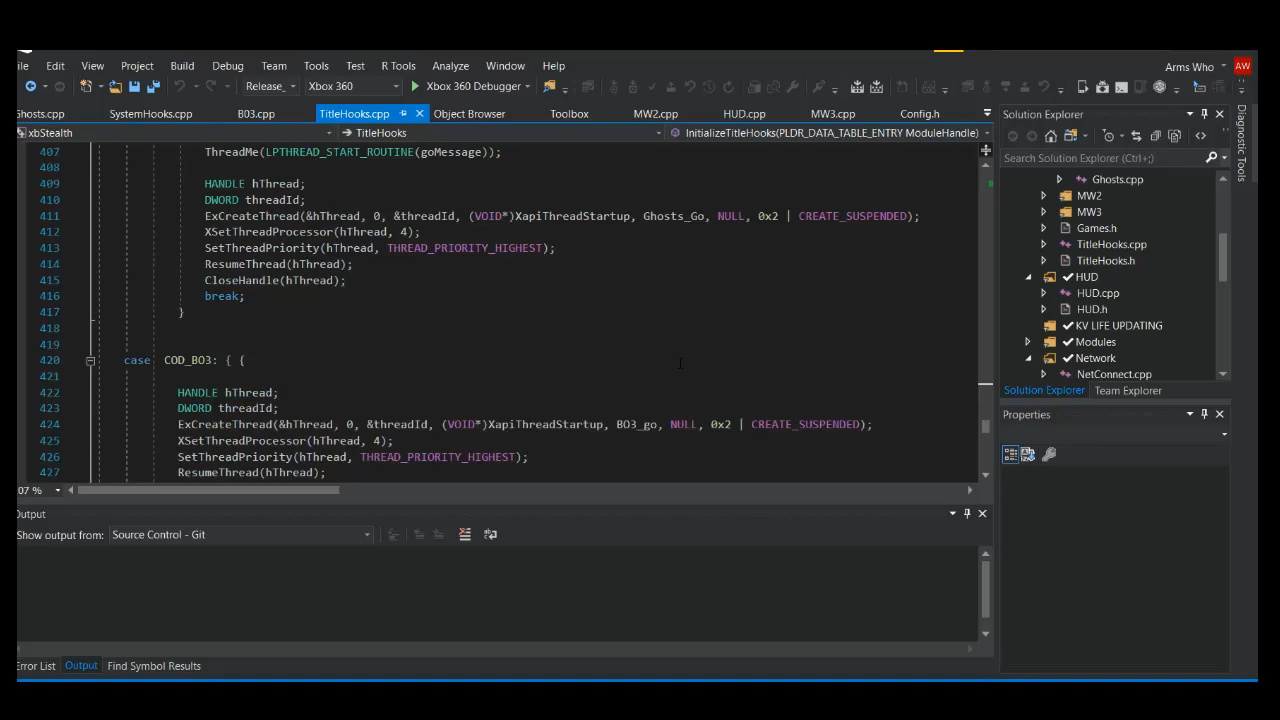 ile Edit View Project Build Debug Team Tools Test R Tools Analyze Window Help
Arms Who AW
Release Xbox 360 Xbox 360 Debugger
Ghosts.cpp SystemHooks.cpp B03.cpp TitleHooks.cpp Object Browser Toolbox MW2.cpp HUD.cpp MW3.cpp Config.h
xbStealth TitleHooks InitializeTitleHooks(PLDR_DATA_TABLE_ENTRY ModuleHandle)
407 ThreadMe(LPTHREAD_START_ROUTINE(goMessage));
408
409 HANDLE hThread;
410 DWORD threadId;
411 ExCreateThread(&hThread, 0, &threadId, (VOID*)XapiThreadStartup, Ghosts_Go, NULL, 0x2 | CREATE_SUSPENDED);
412 XSetThreadProcessor(hThread, 4);
413 SetThreadPriority(hThread, THREAD_PRIORITY_HIGHEST);
414 ResumeThread(hThread);
415 CloseHandle(hThread);
416 break;
417 }
418
419
420 case COD_BO3: { {
421
422 HANDLE hThread;
423 DWORD threadId;
424 ExCreateThread(&hThread, 0, &threadId, (VOID*)XapiThreadStartup, BO3_go, NULL, 0x2 | CREATE_SUSPENDED);
425 XSetThreadProcessor(hThread, 4);
426 SetThreadPriority(hThread, THREAD_PRIORITY_HIGHEST);
427 ResumeThread(hThread);
07 %
Output
Show output from: Source Control - Git
Error List Output Find Symbol Results
Solution Explorer
Search Solution Explorer (Ctrl+;)
Ghosts.cpp
MW2
MW3
Games.h
TitleHooks.cpp
TitleHooks.h
HUD
HUD.cpp
HUD.h
KV LIFE UPDATING
Modules
Network
NetConnect.cpp
Solution Explorer Team Explorer
Properties
Diagnostic Tools